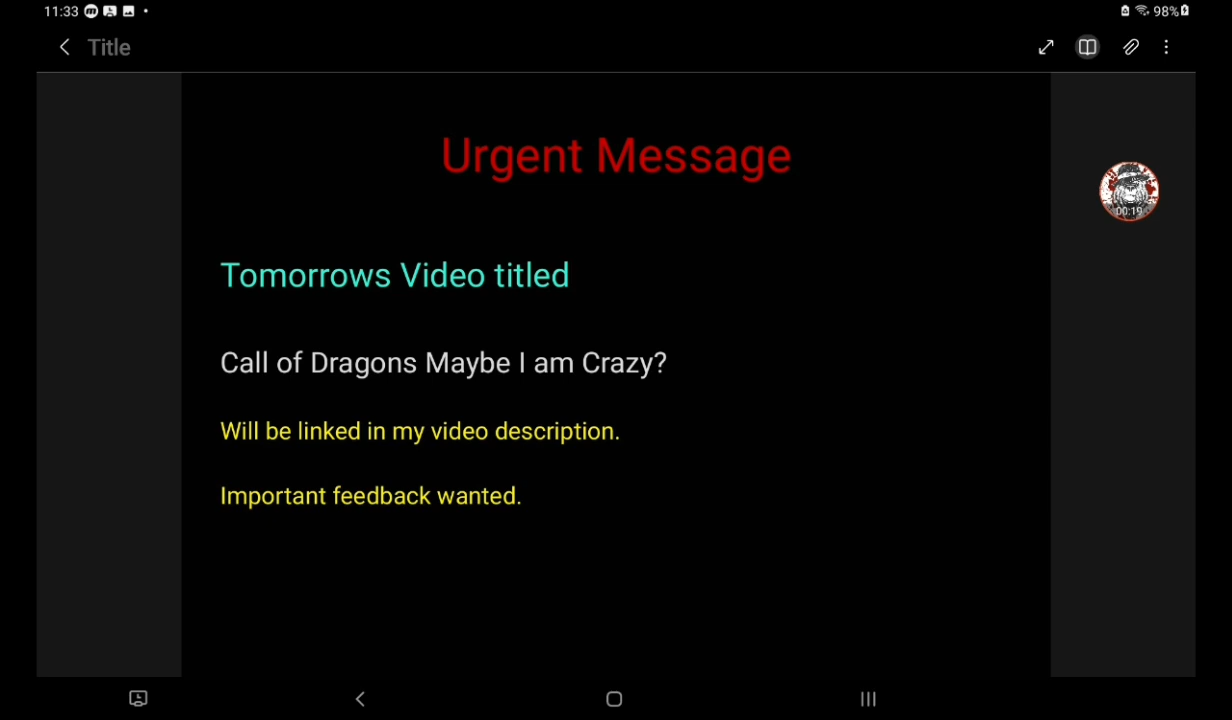 11:33
98%
Title
Urgent Message
00:19
Tomorrows Video titled
Call of Dragons Maybe I am Crazy?
Will be linked in my video description.
Important feedback wanted.